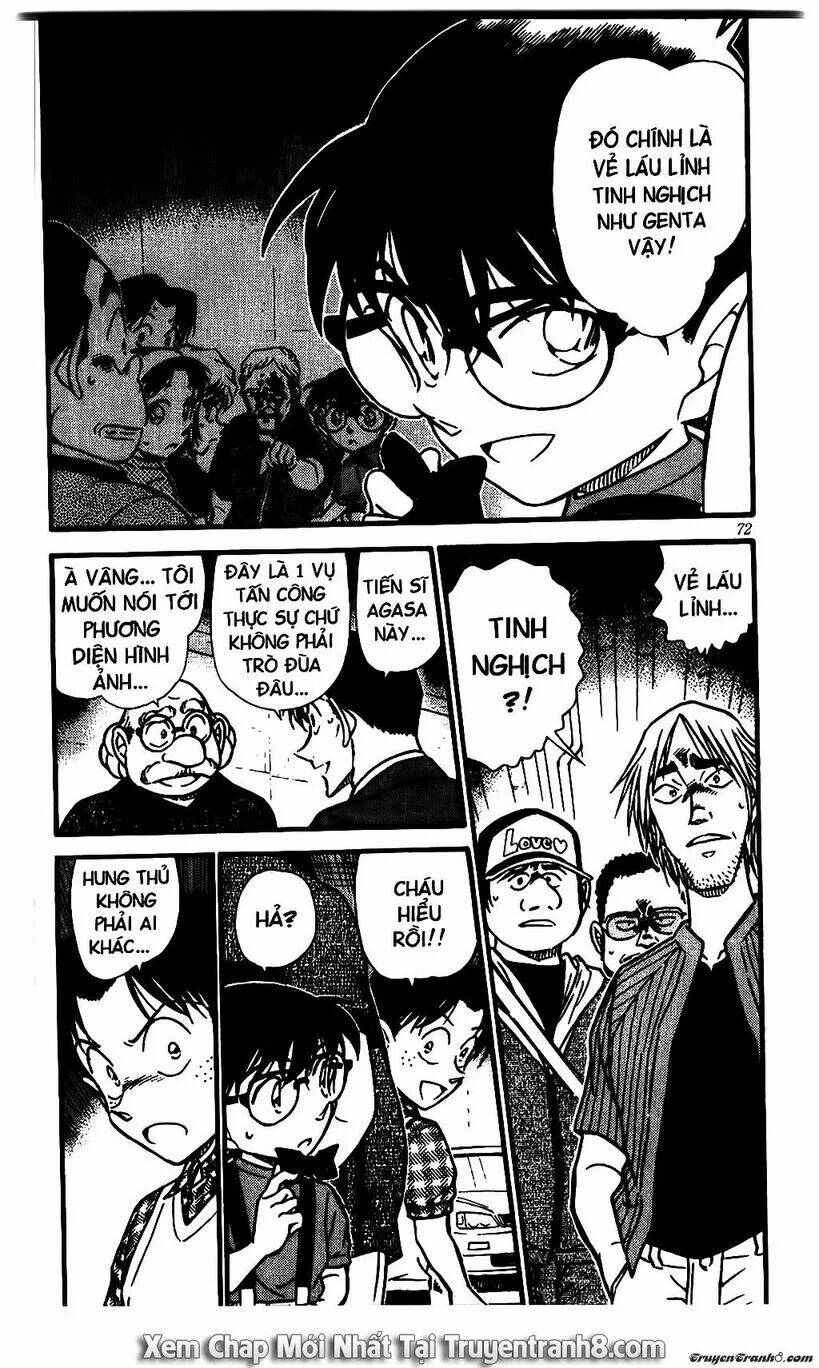 ĐÓ CHÍNH LÀ
VẺ LÁU LỈNH
TINH NGHỊCH
NHƯ GENTA
VẬY!
72
VẺ LÁU
LỈNH...
TINH
NGHỊCH
?!
TIẾN SĨ
AGASA
NÀY...
ĐÂY LÀ 1 VỤ
TẤN CÔNG
THỰC SỰ CHỨ
KHÔNG PHẢI
TRÒ ĐÙA
ĐÂU...
À VÂNG... TÔI
MUỐN NÓI TỚI
PHƯƠNG
DIỆN HÌNH
ẢNH...
Love♡
CHÁU
HIỂU
RỒI!!
HẢ?
HUNG THỦ
KHÔNG
PHẢI AI
KHÁC...
Xem Chap Mới Nhất Tại Truyentranh8.com
TruyenTranh8.com